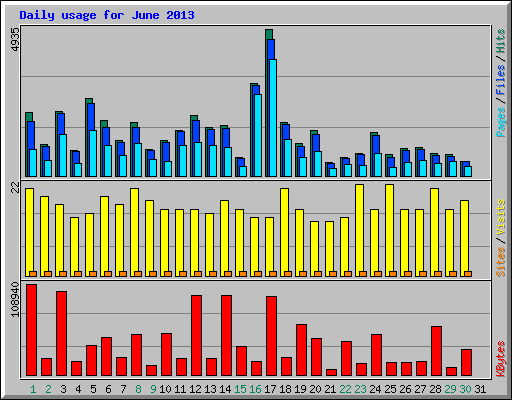 Daily usage for June 2013
4935
Pages/Files/Hits
22
Sites/Visits
108940
KBytes
1 2 3 4 5 6 7 8 9 10 11 12 13 14 15 16 17 18 19 20 21 22 23 24 25 26 27 28 29 30 31